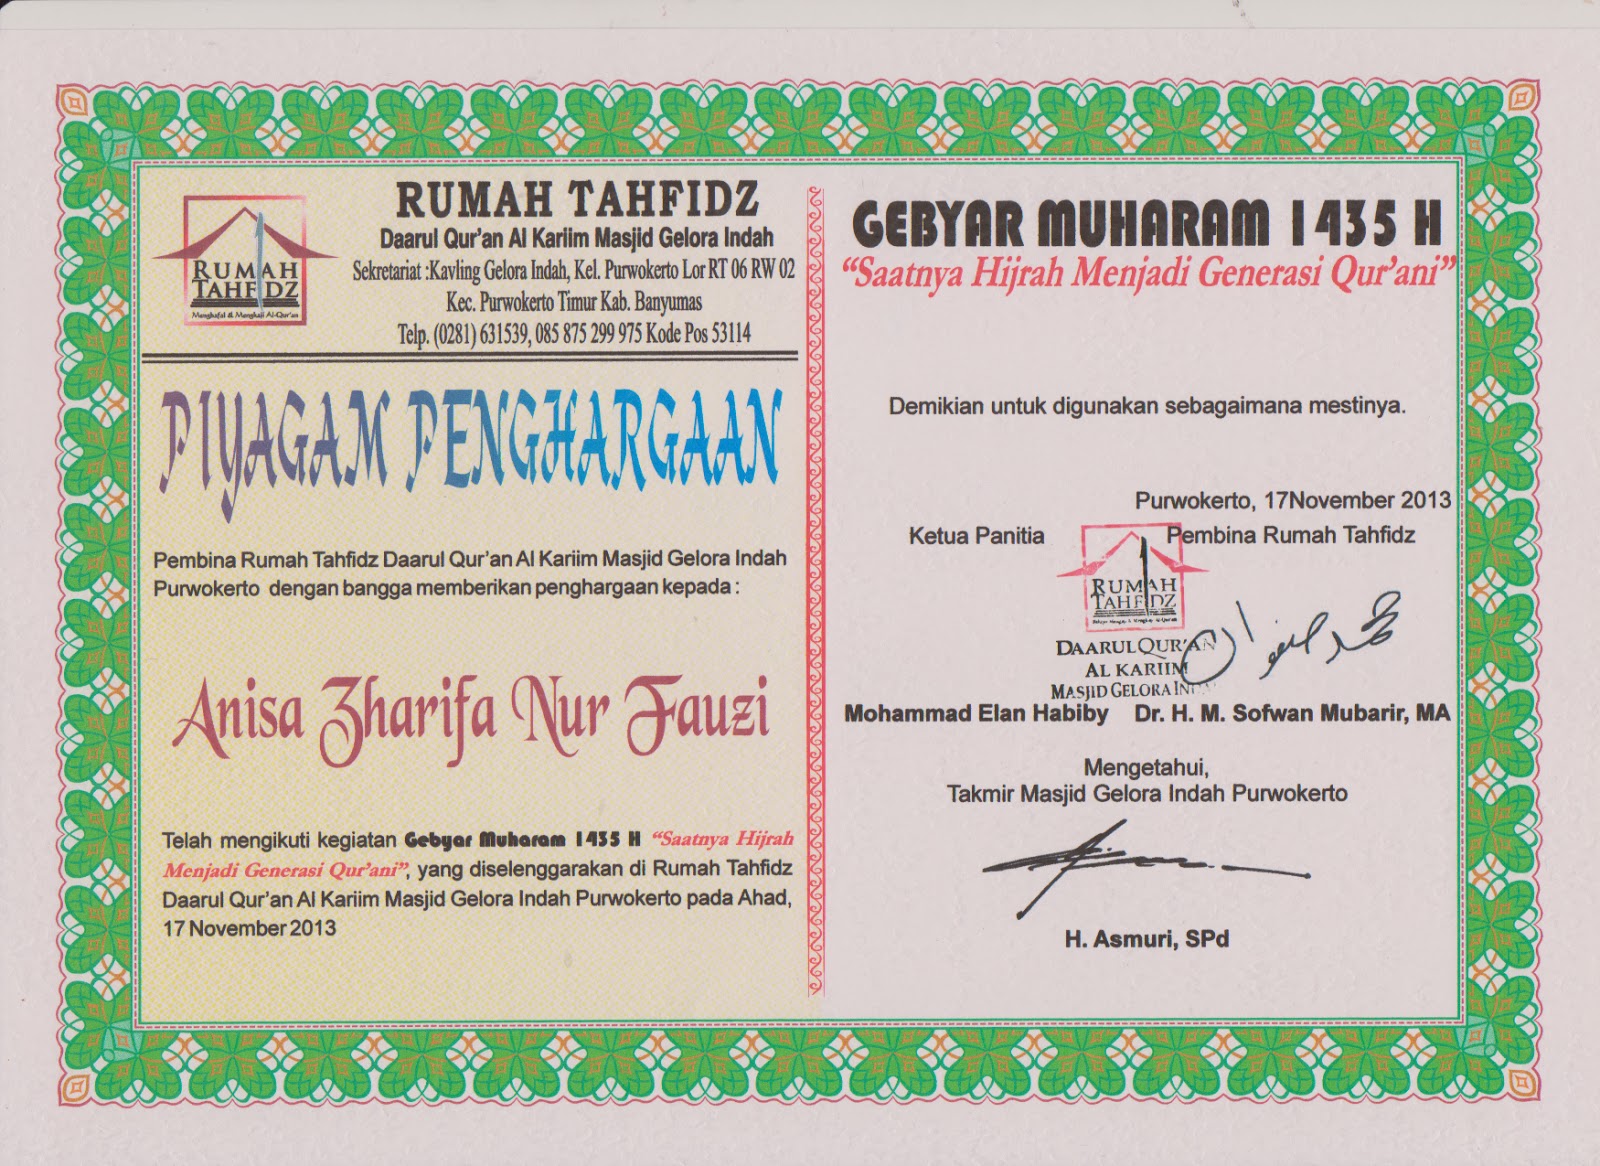 RUMAH TAHFIDZ
Menghafal & Mengkaji Al-Qur'an
RUMAH TAHFIDZ
Daarul Qur'an Al Kariim Masjid Gelora Indah
Sekretariat :Kavling Gelora Indah, Kel. Purwokerto Lor RT 06 RW 02
Kec. Purwokerto Timur Kab. Banyumas
Telp. (0281) 631539, 085 875 299 975 Kode Pos 53114
PIYAGAM PENGHARGAAN
Pembina Rumah Tahfidz Daarul Qur'an Al Kariim Masjid Gelora Indah
Purwokerto dengan bangga memberikan penghargaan kepada :
Anisa Zharifa Nur Fauzi
Telah mengikuti kegiatan Gebyar Muharam 1435 H "Saatnya Hijrah
Menjadi Generasi Qur'ani", yang diselenggarakan di Rumah Tahfidz
Daarul Qur'an Al Kariim Masjid Gelora Indah Purwokerto pada Ahad,
17 November 2013
GEBYAR MUHARAM 1435 H
"Saatnya Hijrah Menjadi Generasi Qur'ani"
Demikian untuk digunakan sebagaimana mestinya.
Purwokerto, 17November 2013
Ketua Panitia Pembina Rumah Tahfidz
RUMAH
TAHFIDZ
DAARUL QUR'AN
AL KARIIM
MASJID GELORA
Mohammad Elan Habiby Dr. H. M. Sofwan Mubarir, MA
Mengetahui,
Takmir Masjid Gelora Indah Purwokerto
H. Asmuri, SPd